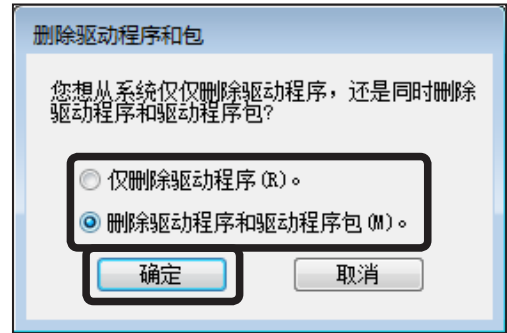 删除驱动程序和包
您想从系统仅仅删除驱动程序，还是同时删除
驱动程序和驱动程序包?
仅删除驱动程序(R)。
删除驱动程序和驱动程序包(M)。
确定
取消